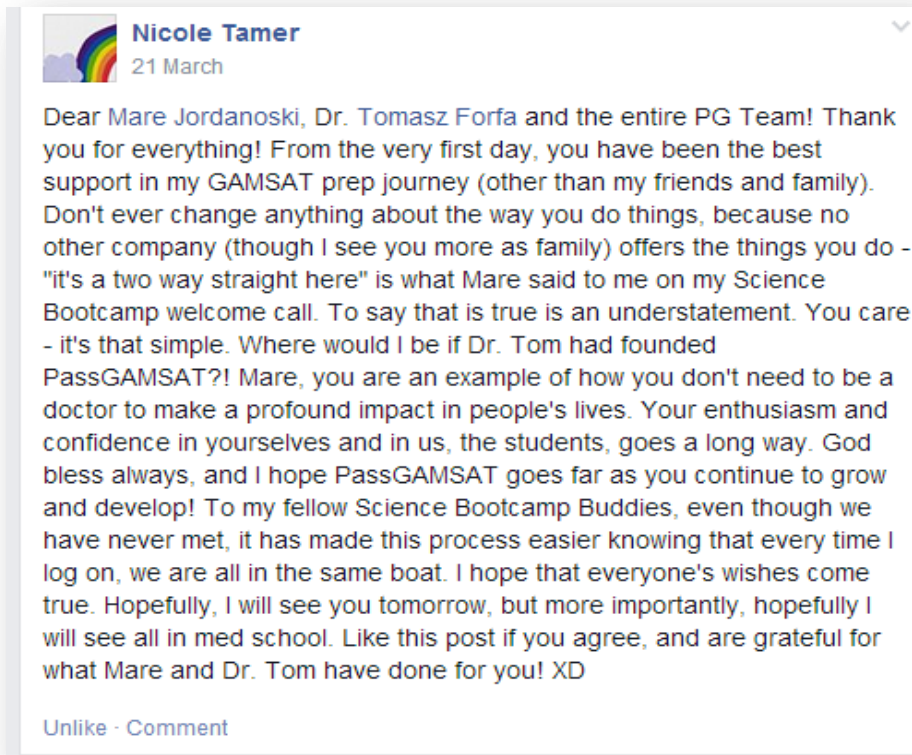 Nicole Tamer
21 March
Dear Mare Jordanoski, Dr. Tomasz Forfa and the entire PG Team! Thank
you for everything! From the very first day, you have been the best
support in my GAMSAT prep journey (other than my friends and family).
Don't ever change anything about the way you do things, because no
other company (though I see you more as family) offers the things you do -
"it's a two way straight here" is what Mare said to me on my Science
Bootcamp welcome call. To say that is true is an understatement. You care
- it's that simple. Where would I be if Dr. Tom had founded
PassGAMSAT?! Mare, you are an example of how you don't need to be a
doctor to make a profound impact in people's lives. Your enthusiasm and
confidence in yourselves and in us, the students, goes a long way. God
bless always, and I hope PassGAMSAT goes far as you continue to grow
and develop! To my fellow Science Bootcamp Buddies, even though we
have never met, it has made this process easier knowing that every time I
log on, we are all in the same boat. I hope that everyone's wishes come
true. Hopefully, I will see you tomorrow, but more importantly, hopefully I
will see all in med school. Like this post if you agree, and are grateful for
what Mare and Dr. Tom have done for you! XD
Unlike · Comment